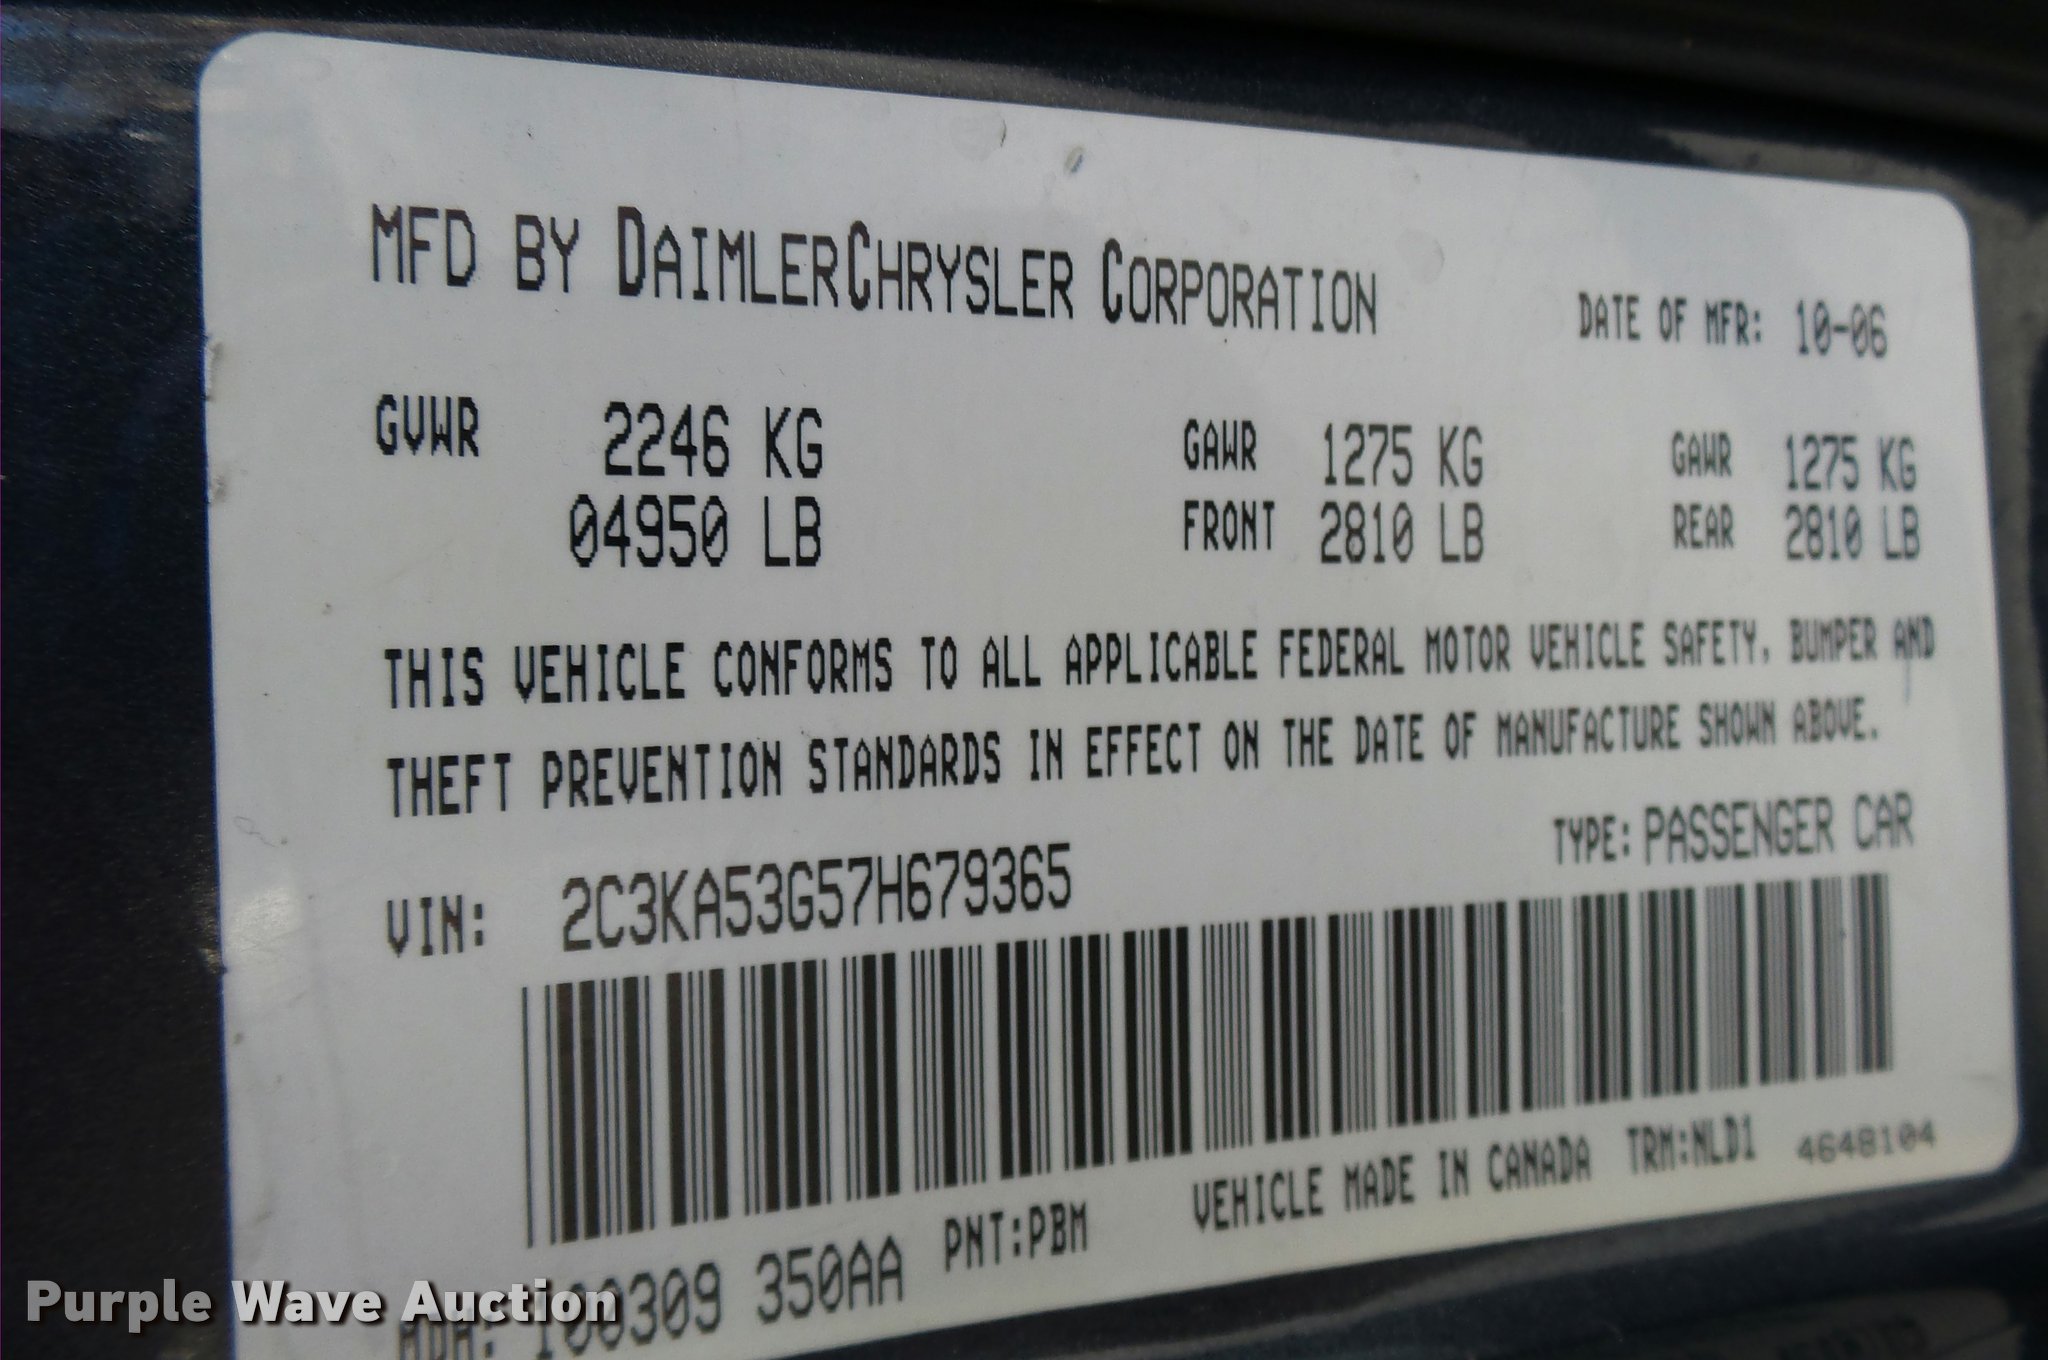 MFD BY DAIMLERCHRYSLER CORPORATION DATE OF MFR: 10-06
GVWR 2246 KG GAWR 1275 KG GAWR 1275 KG
04950 LB FRONT 2810 LB REAR 2810 LB
THIS VEHICLE CONFORMS TO ALL APPLICABLE FEDERAL MOTOR VEHICLE SAFETY, BUMPER AND
THEFT PREVENTION STANDARDS IN EFFECT ON THE DATE OF MANUFACTURE SHOWN ABOVE.
VIN: 2C3KA53G57H679365 TYPE: PASSENGER CAR
MDH: 100309 350AA PNT:PBM VEHICLE MADE IN CANADA TRM:NLD1 4648104
Purple Wave Auction